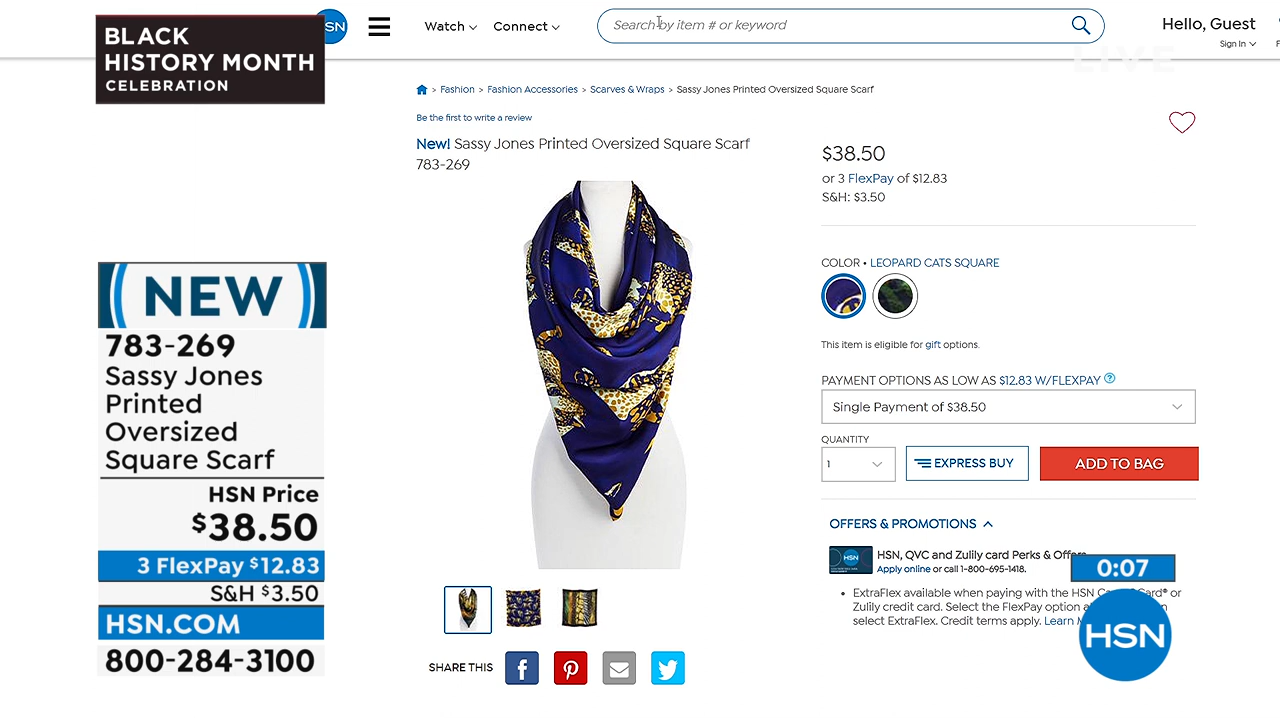 BLACK
HISTORY MONTH
CELEBRATION
SN
Watch
Connect
Search by item # or keyword
Hello, Guest
Sign In
F
LIVE
> Fashion > Fashion Accessories > Scarves & Wraps > Sassy Jones Printed Oversized Square Scarf
Be the first to write a review
New! Sassy Jones Printed Oversized Square Scarf
783-269
$38.50
or 3 FlexPay of $12.83
S&H: $3.50
COLOR • LEOPARD CATS SQUARE
This item is eligible for gift options.
PAYMENT OPTIONS AS LOW AS $12.83 W/FLEXPAY ?
Single Payment of $38.50
QUANTITY
1
EXPRESS BUY
ADD TO BAG
OFFERS & PROMOTIONS
HSN
HSN, QVC and Zulily card Perks & Offers
Apply online or call 1-800-695-1418.
• ExtraFlex available when paying with the HSN Card® or
Zulily credit card. Select the FlexPay option
select ExtraFlex. Credit terms apply. Learn
SHARE THIS
NEW
783-269
Sassy Jones
Printed
Oversized
Square Scarf
HSN Price
$38.50
3 FlexPay $12.83
S&H $3.50
HSN.COM
800-284-3100
0:07
HSN